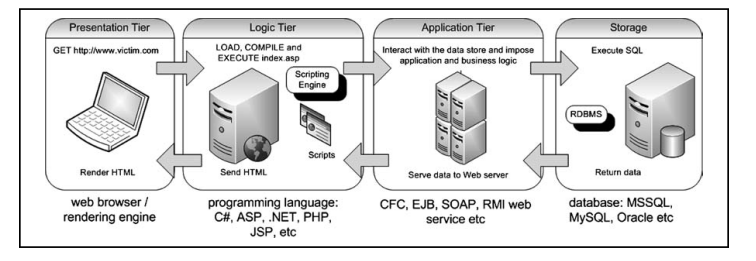 Presentation Tier
GET http://www.victim.com
Render HTML
web browser /
rendering engine
Logic Tier
LOAD, COMPILE and
EXECUTE index.asp
Scripting
Engine
Scripts
Send HTML
programming language:
C#, ASP, .NET, PHP,
JSP, etc
Application Tier
Interact with the data store and impose
application and business logic
Serve data to Web server
CFC, EJB, SOAP, RMI web
service etc
Storage
Execute SQL
RDBMS
Return data
database: MSSQL,
MySQL, Oracle etc